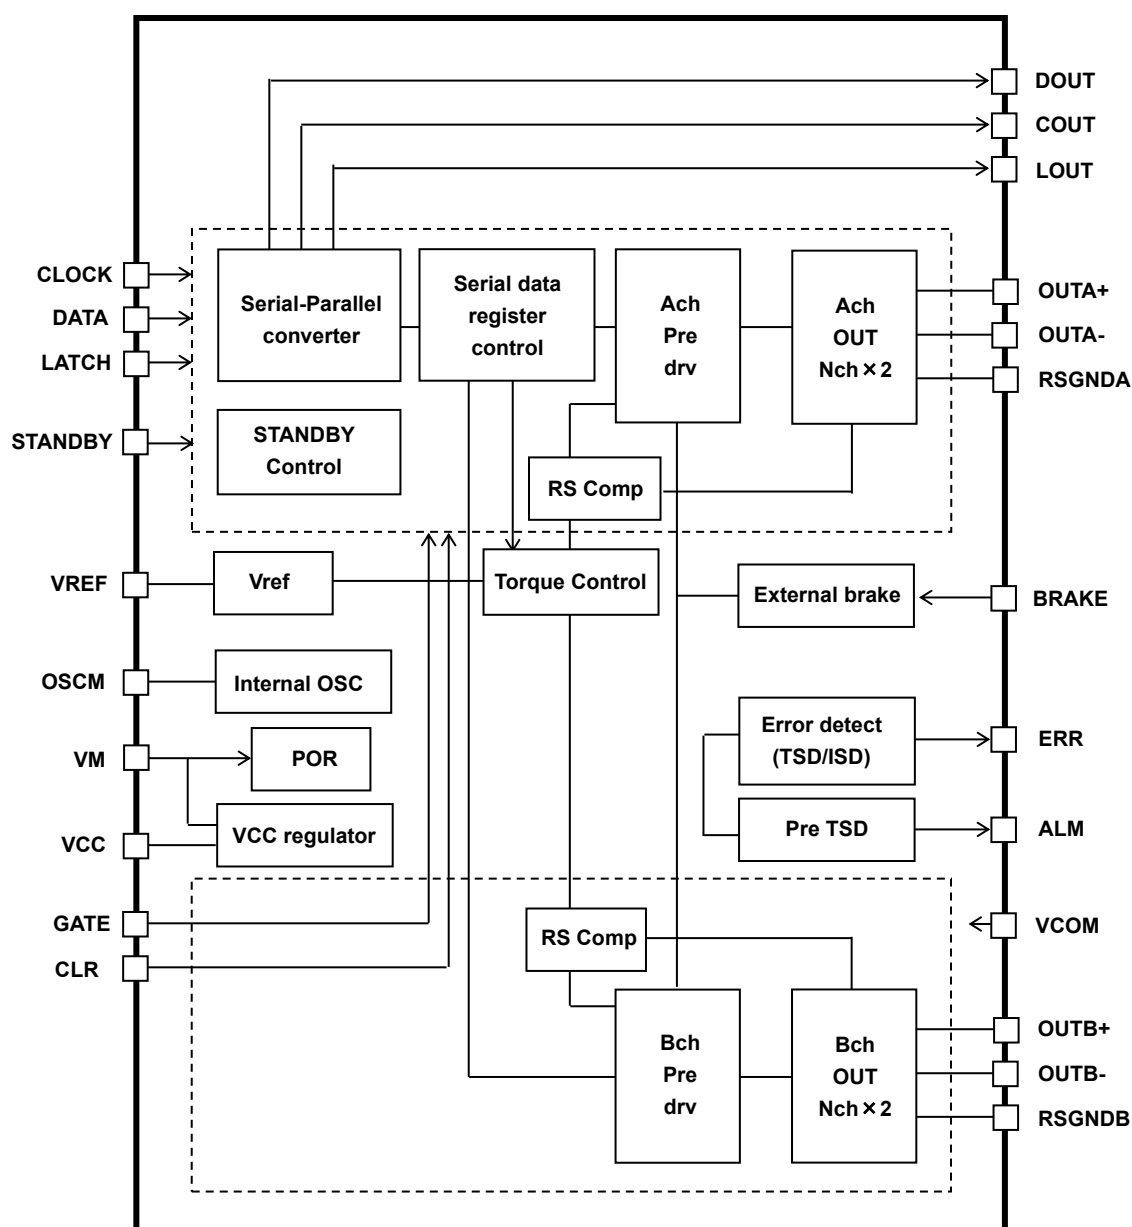 DOUT
COUT
LOUT
CLOCK
DATA
LATCH
STANDBY
Serial-Parallel
converter
Serial data
register
control
Ach
Pre
drv
Ach
OUT
Nch×2
OUTA+
OUTA-
RSGNDA
STANDBY
Control
RS Comp
VREF
Vref
Torque Control
External brake
BRAKE
OSCM
Internal OSC
VM
POR
Error detect
(TSD/ISD)
ERR
VCC
VCC regulator
Pre TSD
ALM
GATE
CLR
RS Comp
VCOM
Bch
Pre
drv
Bch
OUT
Nch×2
OUTB+
OUTB-
RSGNDB